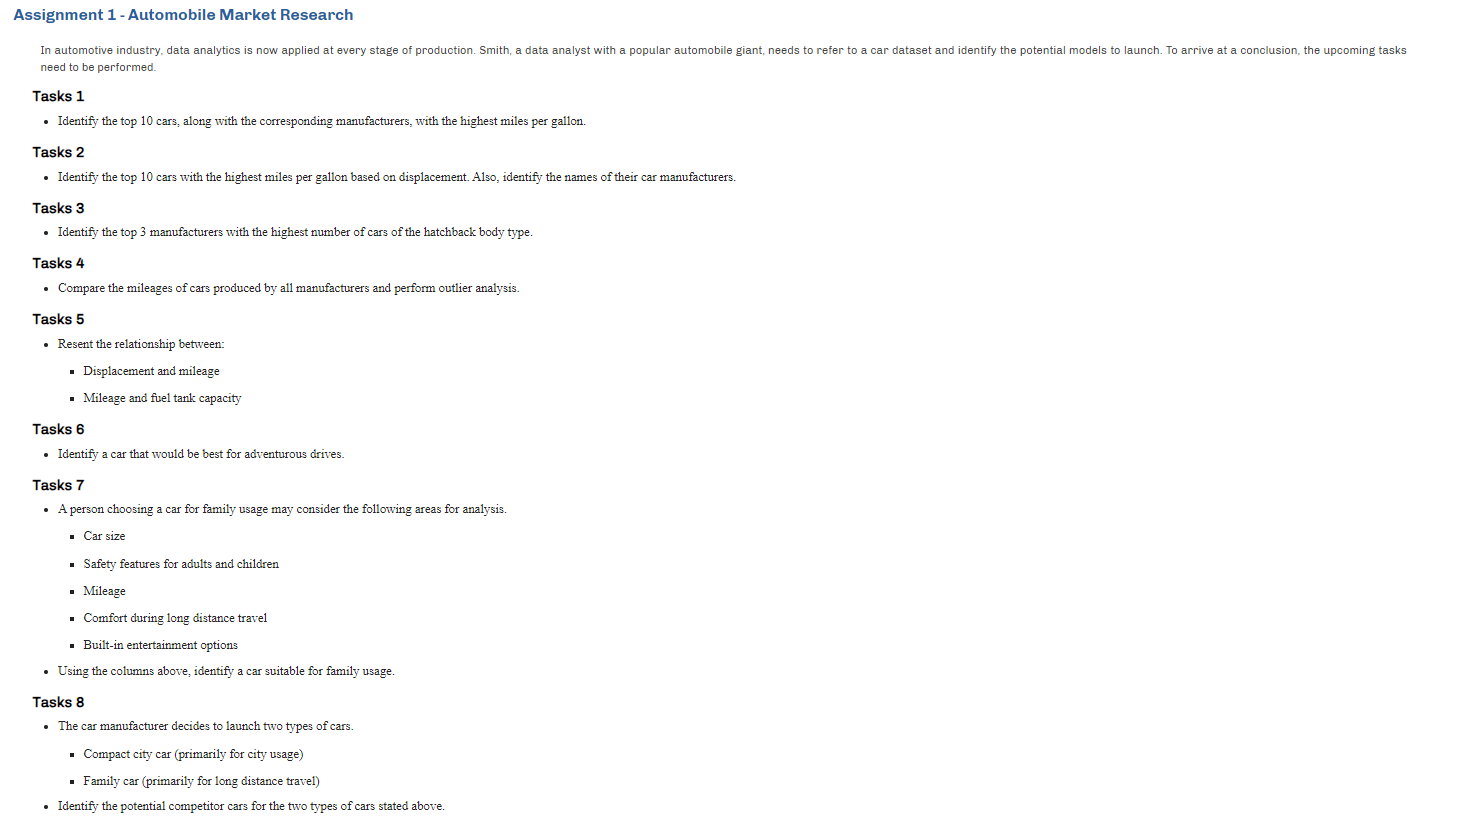 Assignment 1 - Automobile Market Research
In automotive industry, data analytics is now applied at every stage of production. Smith, a data analyst with a popular automobile giant, needs to refer to a car dataset and identify the potential models to launch. To arrive at a conclusion, the upcoming tasks
need to be performed.
Tasks 1
• Identify the top 10 cars, along with the corresponding manufacturers, with the highest miles per gallon.
Tasks 2
• Identify the top 10 cars with the highest miles per gallon based on displacement. Also, identify the names of their car manufacturers.
Tasks 3
• Identify the top 3 manufacturers with the highest number of cars of the hatchback body type.
Tasks 4
• Compare the mileages of cars produced by all manufacturers and perform outlier analysis.
Tasks 5
• Resent the relationship between:
▪ Displacement and mileage
▪ Mileage and fuel tank capacity
Tasks 6
• Identify a car that would be best for adventurous drives.
Tasks 7
• A person choosing a car for family usage may consider the following areas for analysis.
▪ Car size
▪ Safety features for adults and children
▪ Mileage
▪ Comfort during long distance travel
▪ Built-in entertainment options
• Using the columns above, identify a car suitable for family usage.
Tasks 8
• The car manufacturer decides to launch two types of cars.
▪ Compact city car (primarily for city usage)
▪ Family car (primarily for long distance travel)
• Identify the potential competitor cars for the two types of cars stated above.